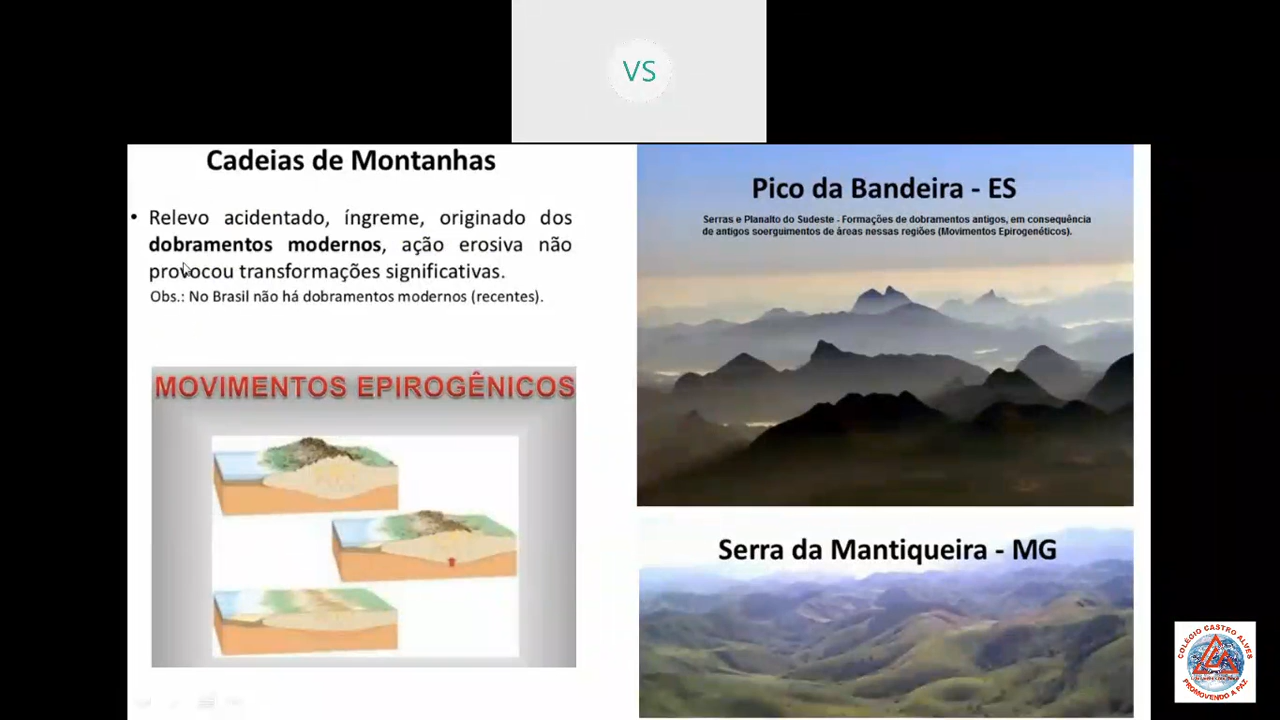 VS
Cadeias de Montanhas
• Relevo acidentado, íngreme, originado dos
dobramentos modernos, ação erosiva não
provocou transformações significativas.
Obs.: No Brasil não há dobramentos modernos (recentes).
MOVIMENTOS EPIROGÊNICOS
Pico da Bandeira - ES
Serras e Planalto do Sudeste - Formações de dobramentos antigos, em consequência
de antigos soerguimentos de áreas nessas regiões (Movimentos Epirogenéticos).
Serra da Mantiqueira - MG
COLÉGIO CASTRO ALVES
PROMOVENDO A PAZ